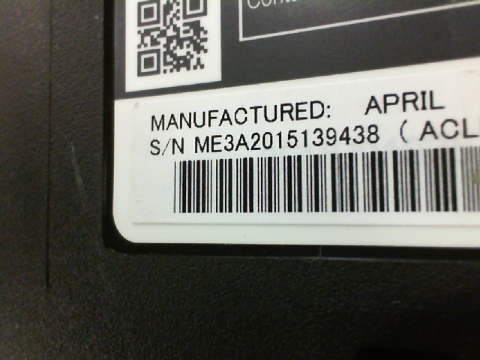 MANUFACTURED: APRIL
S/N ME3A2015139438 ( ACL